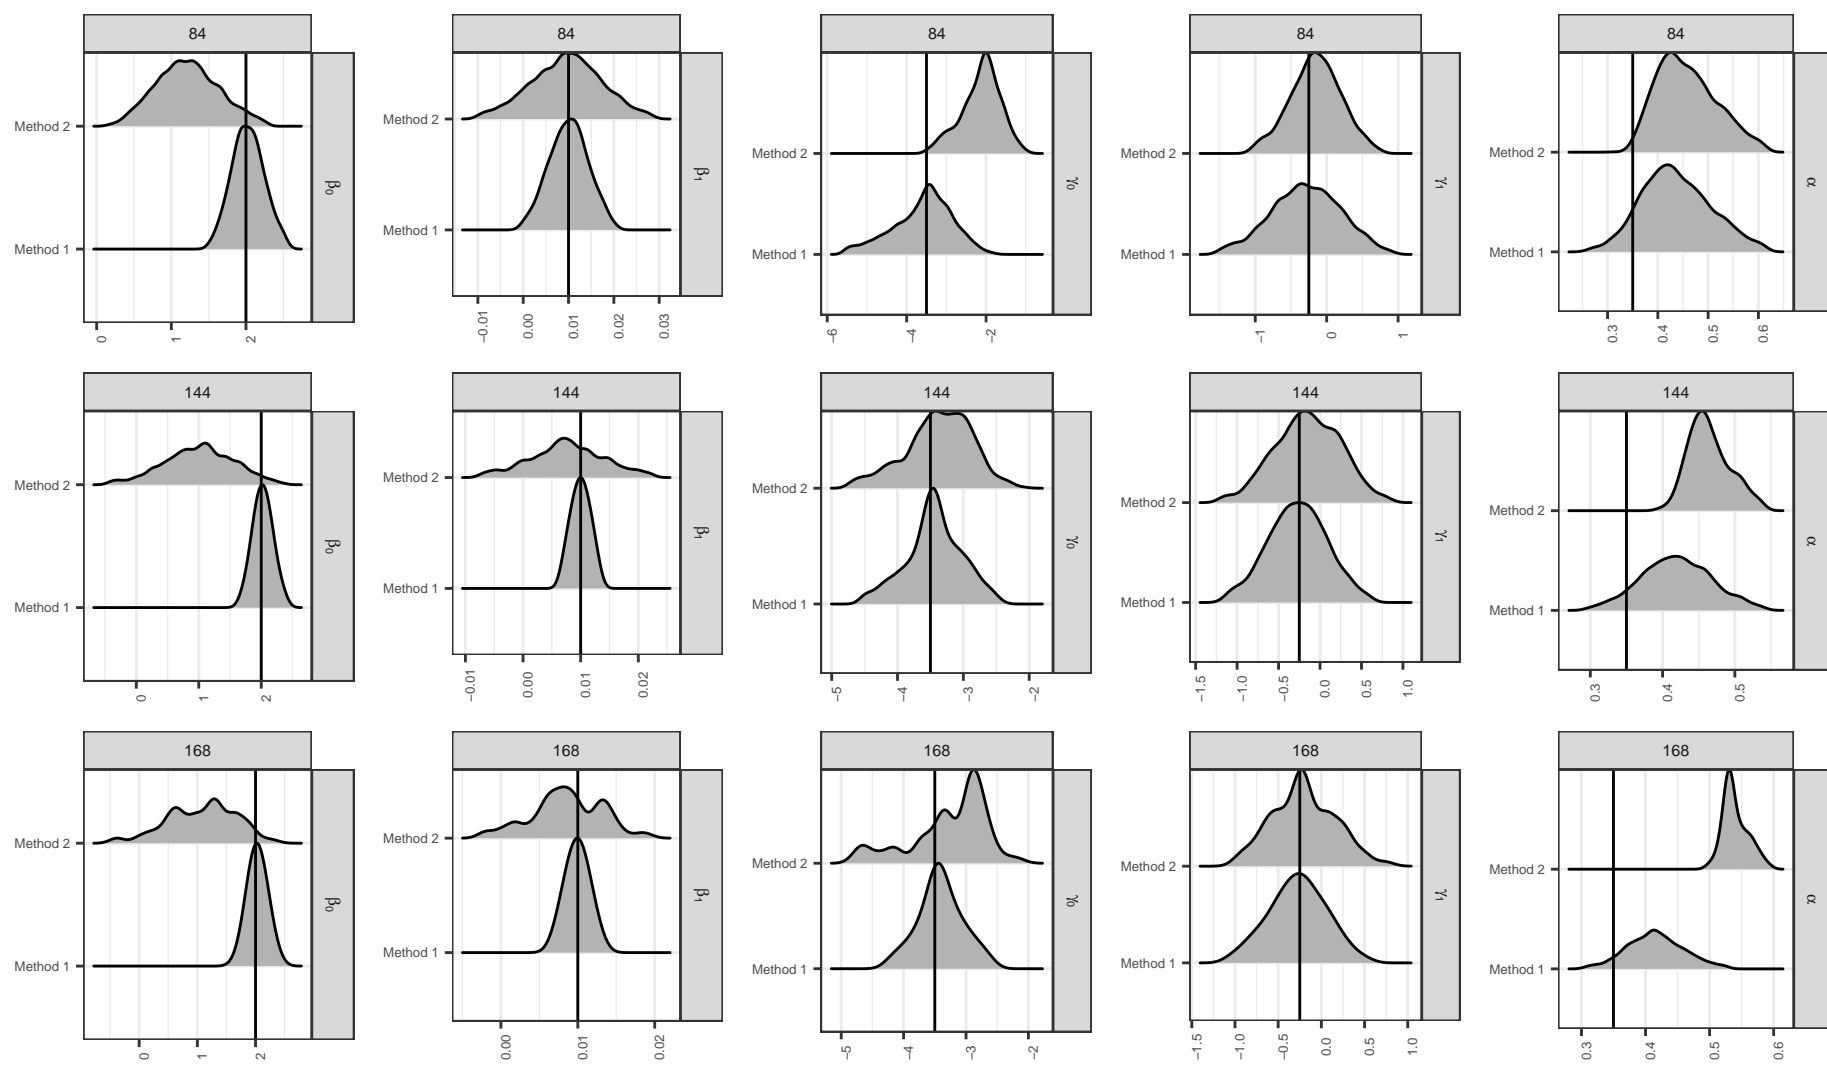 84
84
84
84
84
Method 2
Method 1
β0
0
1
2
Method 2
Method 1
β1
−0.01
0.00
0.01
0.02
0.03
Method 2
Method 1
γ0
−6
−4
−2
Method 2
Method 1
γ1
−1
0
1
Method 2
Method 1
α
0.3
0.4
0.5
0.6
144
144
144
144
144
Method 2
Method 1
β0
0
1
2
Method 2
Method 1
β1
−0.01
0.00
0.01
0.02
Method 2
Method 1
γ0
−5
−4
−3
−2
Method 2
Method 1
γ1
−1.5
−1.0
−0.5
0.0
0.5
1.0
Method 2
Method 1
α
0.3
0.4
0.5
168
168
168
168
168
Method 2
Method 1
β0
0
1
2
Method 2
Method 1
β1
0.00
0.01
0.02
Method 2
Method 1
γ0
−5
−4
−3
−2
Method 2
Method 1
γ1
−1.5
−1.0
−0.5
0.0
0.5
1.0
Method 2
Method 1
α
0.3
0.4
0.5
0.6